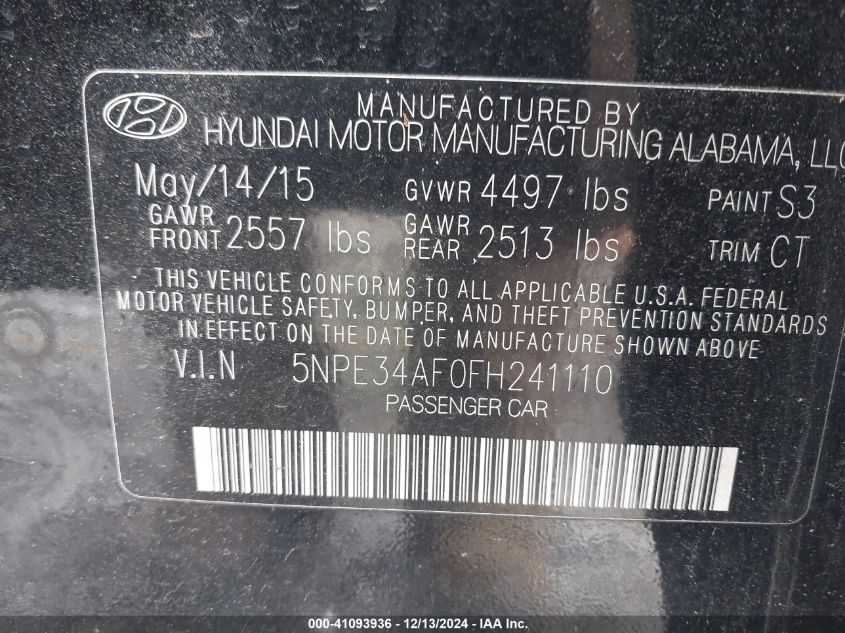 MANUFACTURED BY
HYUNDAI MOTOR MANUFACTURING ALABAMA, LLC
May/14/15 GVWR 4497 lbs PAINT S3
GAWR FRONT 2557 lbs GAWR REAR 2513 lbs TRIM CT
THIS VEHICLE CONFORMS TO ALL APPLICABLE U.S.A. FEDERAL
MOTOR VEHICLE SAFETY, BUMPER, AND THEFT PREVENTION STANDARDS
IN EFFECT ON THE DATE OF MANUFACTURE SHOWN ABOVE
V.I.N 5NPE34AF0FH241110
PASSENGER CAR
000-41093936 - 12/13/2024 - IAA Inc.